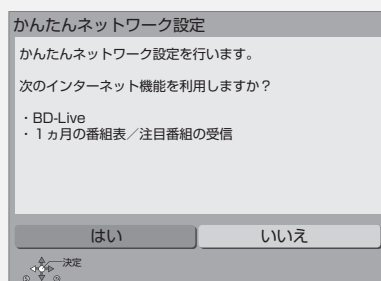 かんたんネットワーク設定
かんたんネットワーク設定を行います。
次のインターネット機能を利用しますか？
・BD-Live
・1ヵ月の番組表／注目番組の受信
はい いいえ
決定